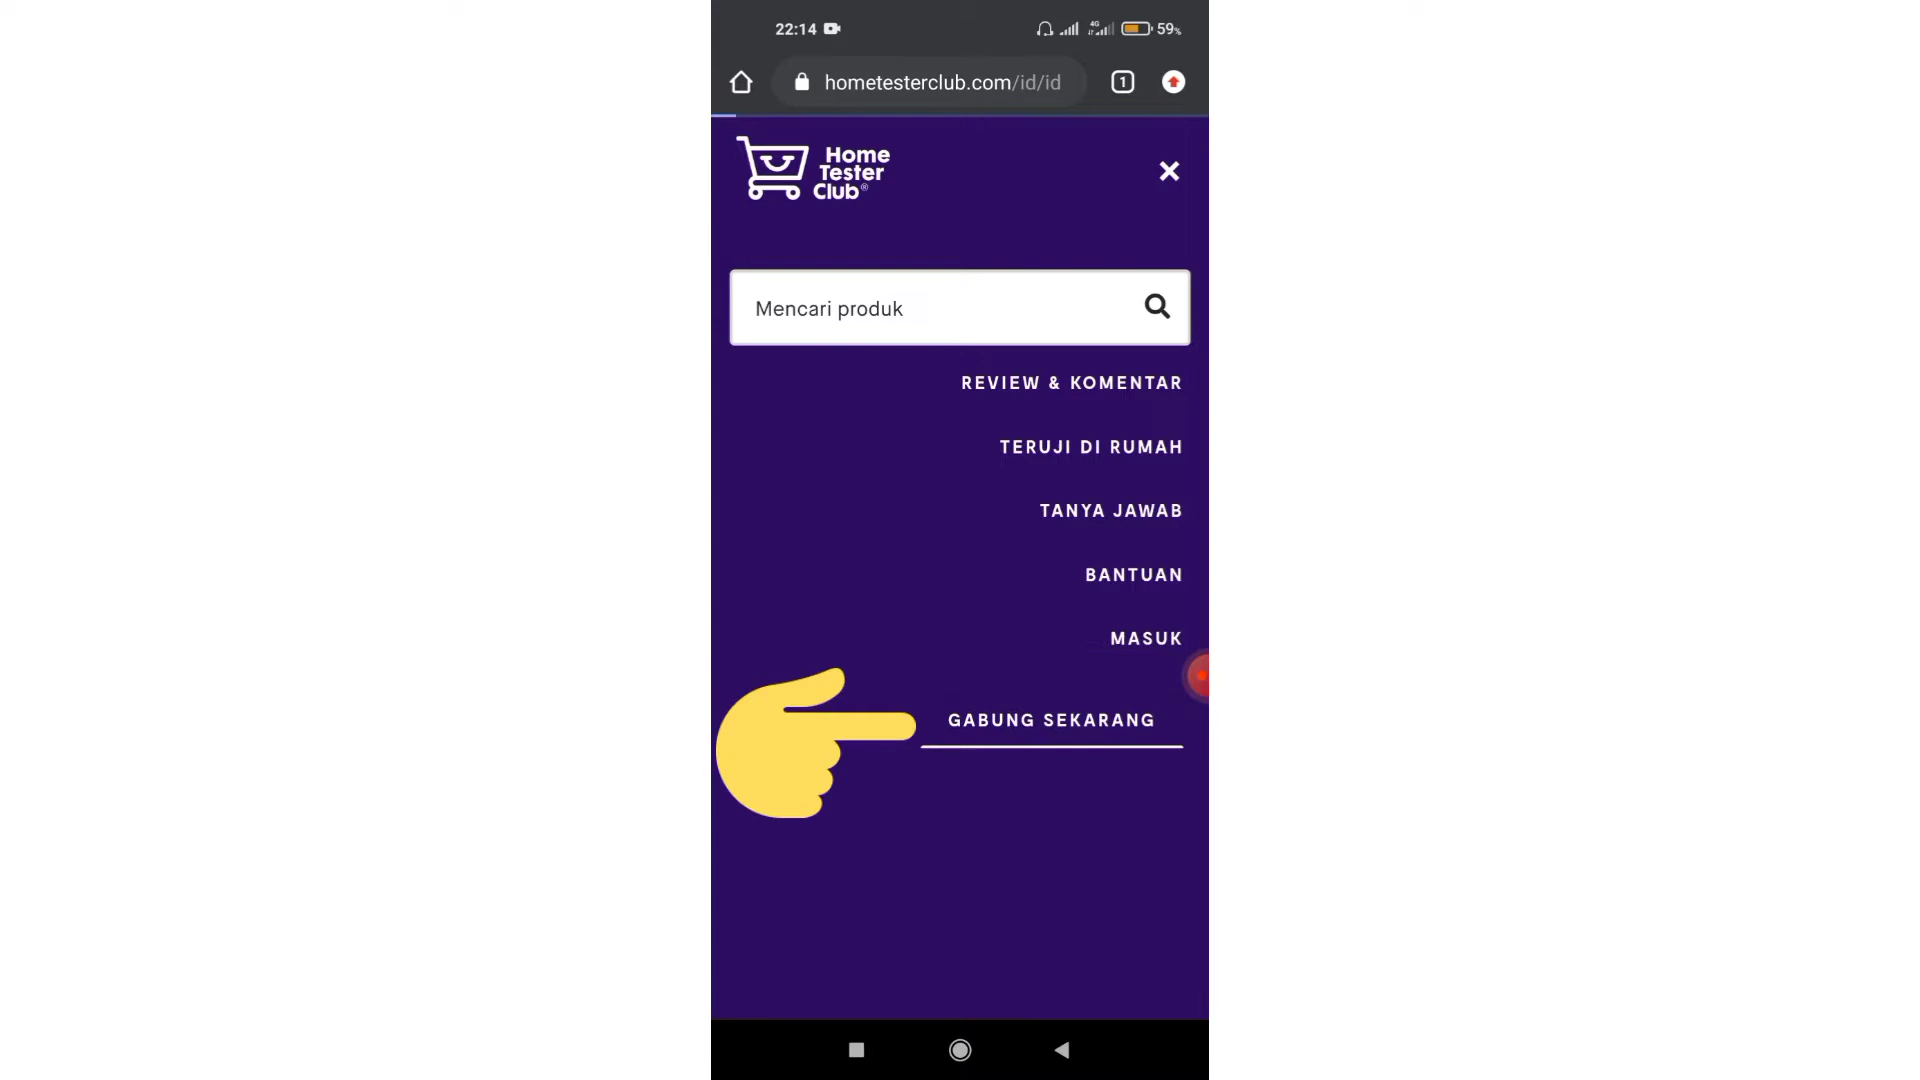 22:14 4G 59%
hometesterclub.com/id/id 1
Home
Tester
Club®
Mencari produk
REVIEW & KOMENTAR
TERUJI DI RUMAH
TANYA JAWAB
BANTUAN
MASUK
GABUNG SEKARANG